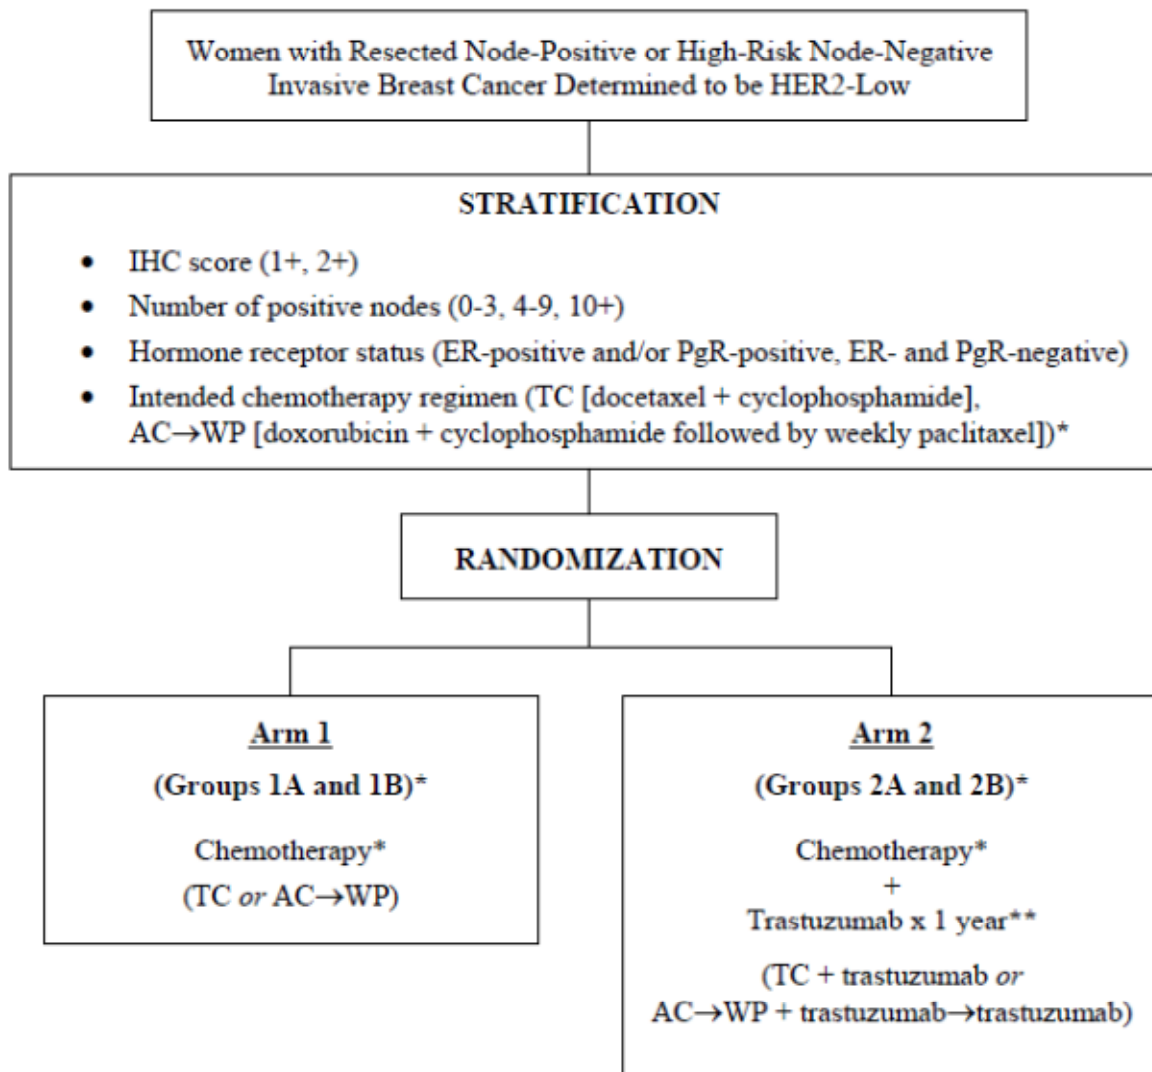 Women with Resected Node-Positive or High-Risk Node-Negative
Invasive Breast Cancer Determined to be HER2-Low
STRATIFICATION
• IHC score (1+, 2+)
• Number of positive nodes (0-3, 4-9, 10+)
• Hormone receptor status (ER-positive and/or PgR-positive, ER- and PgR-negative)
• Intended chemotherapy regimen (TC [docetaxel + cyclophosphamide],
AC→WP [doxorubicin + cyclophosphamide followed by weekly paclitaxel])*
RANDOMIZATION
Arm 1
(Groups 1A and 1B)*
Chemotherapy*
(TC or AC→WP)
Arm 2
(Groups 2A and 2B)*
Chemotherapy*
+
Trastuzumab x 1 year**
(TC + trastuzumab or
AC→WP + trastuzumab→trastuzumab)